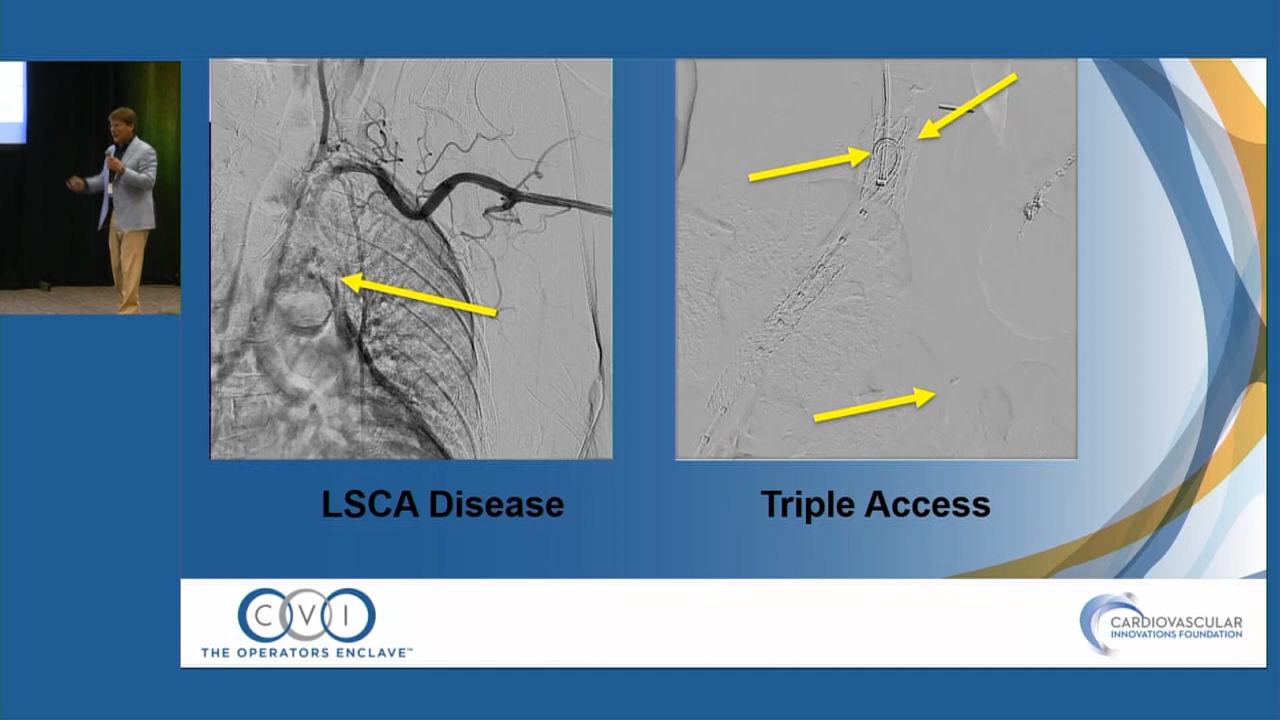 LSCA Disease
Triple Access
CVI
THE OPERATORS ENCLAVE™
CARDIOVASCULAR
INNOVATIONS FOUNDATION